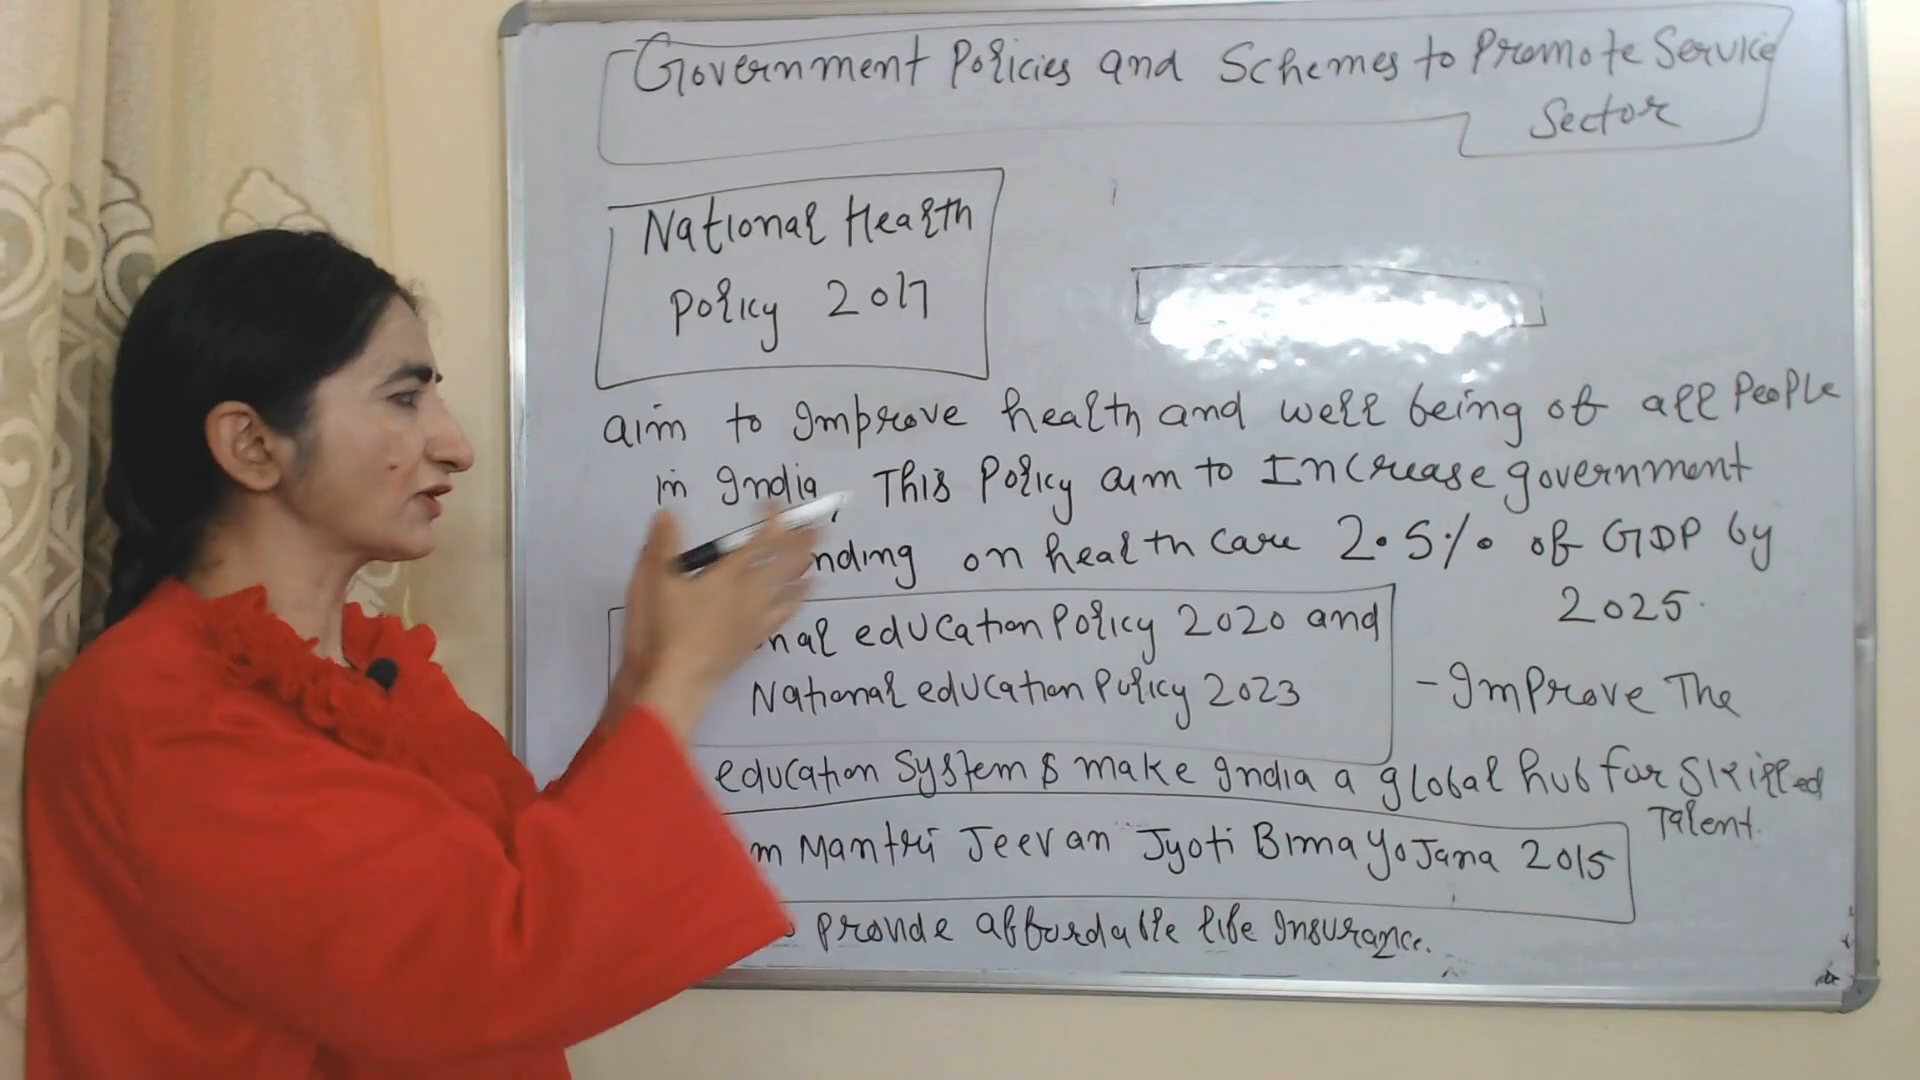 Government Policies and Schemes to Promote Service
Sector
National Health
Policy 2017
aim to Improve health and well being of all People
in India, This Policy aim to Increase government
nding on health care 2.5% of GDP by
2025.
nal education Policy 2020 and
National education Policy 2023
- Improve The
education System & make India a global hub for Skilled
Talent.
m Mantri Jeevan Jyoti Bima Yojana 2015
provide affordable life Insurance.